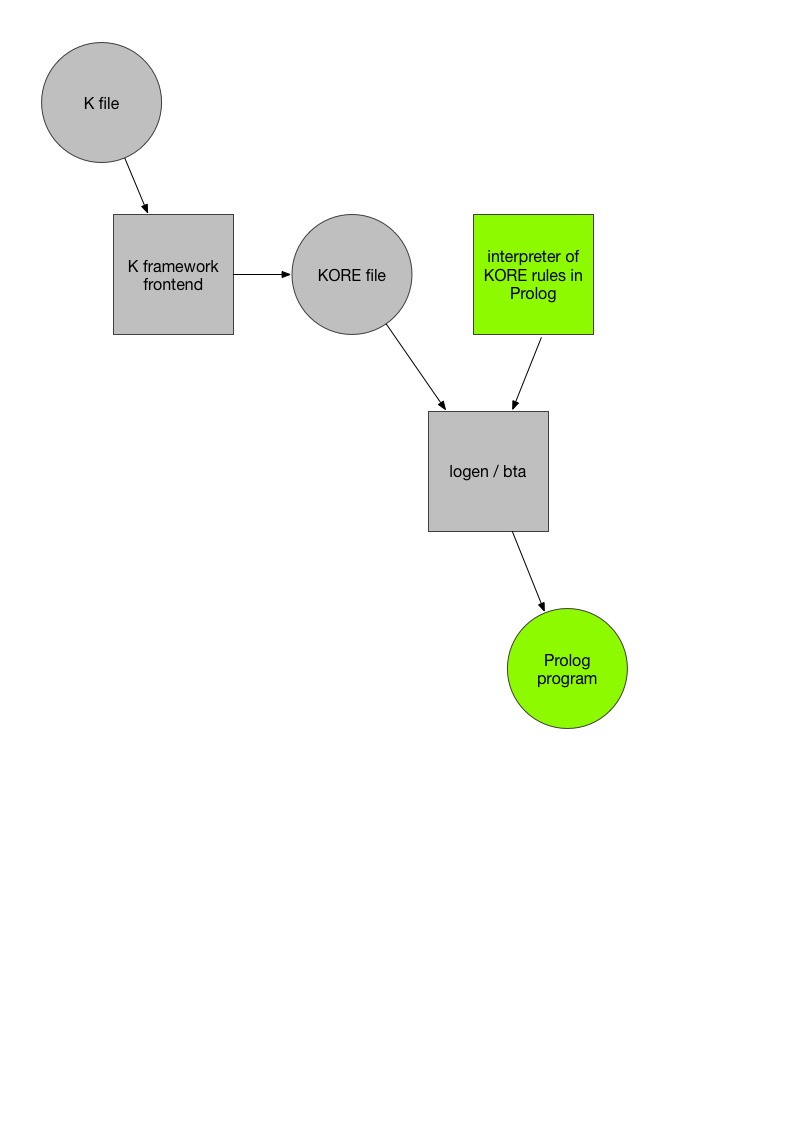 K file
K framework
frontend
KORE file
interpreter of
KORE rules in
Prolog
logen / bta
Prolog
program